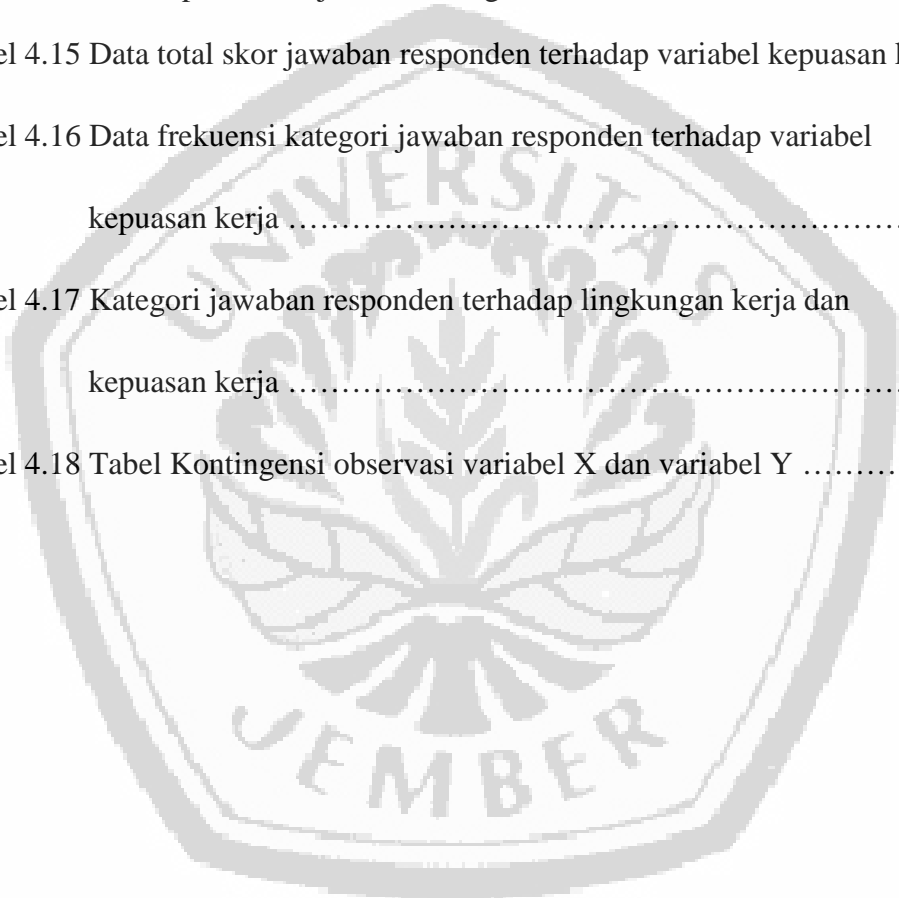 el 4.15 Data total skor jawaban responden terhadap variabel kepuasan
el 4.16 Data frekuensi kategori jawaban responden terhadap variabel
kepuasan kerja ……………………………………………………………
el 4.17 Kategori jawaban responden terhadap lingkungan kerja dan
kepuasan kerja ……………………………………………………………
el 4.18 Tabel Kontingensi observasi variabel X dan variabel Y ……….
UNIVERSITAS
JEMBER